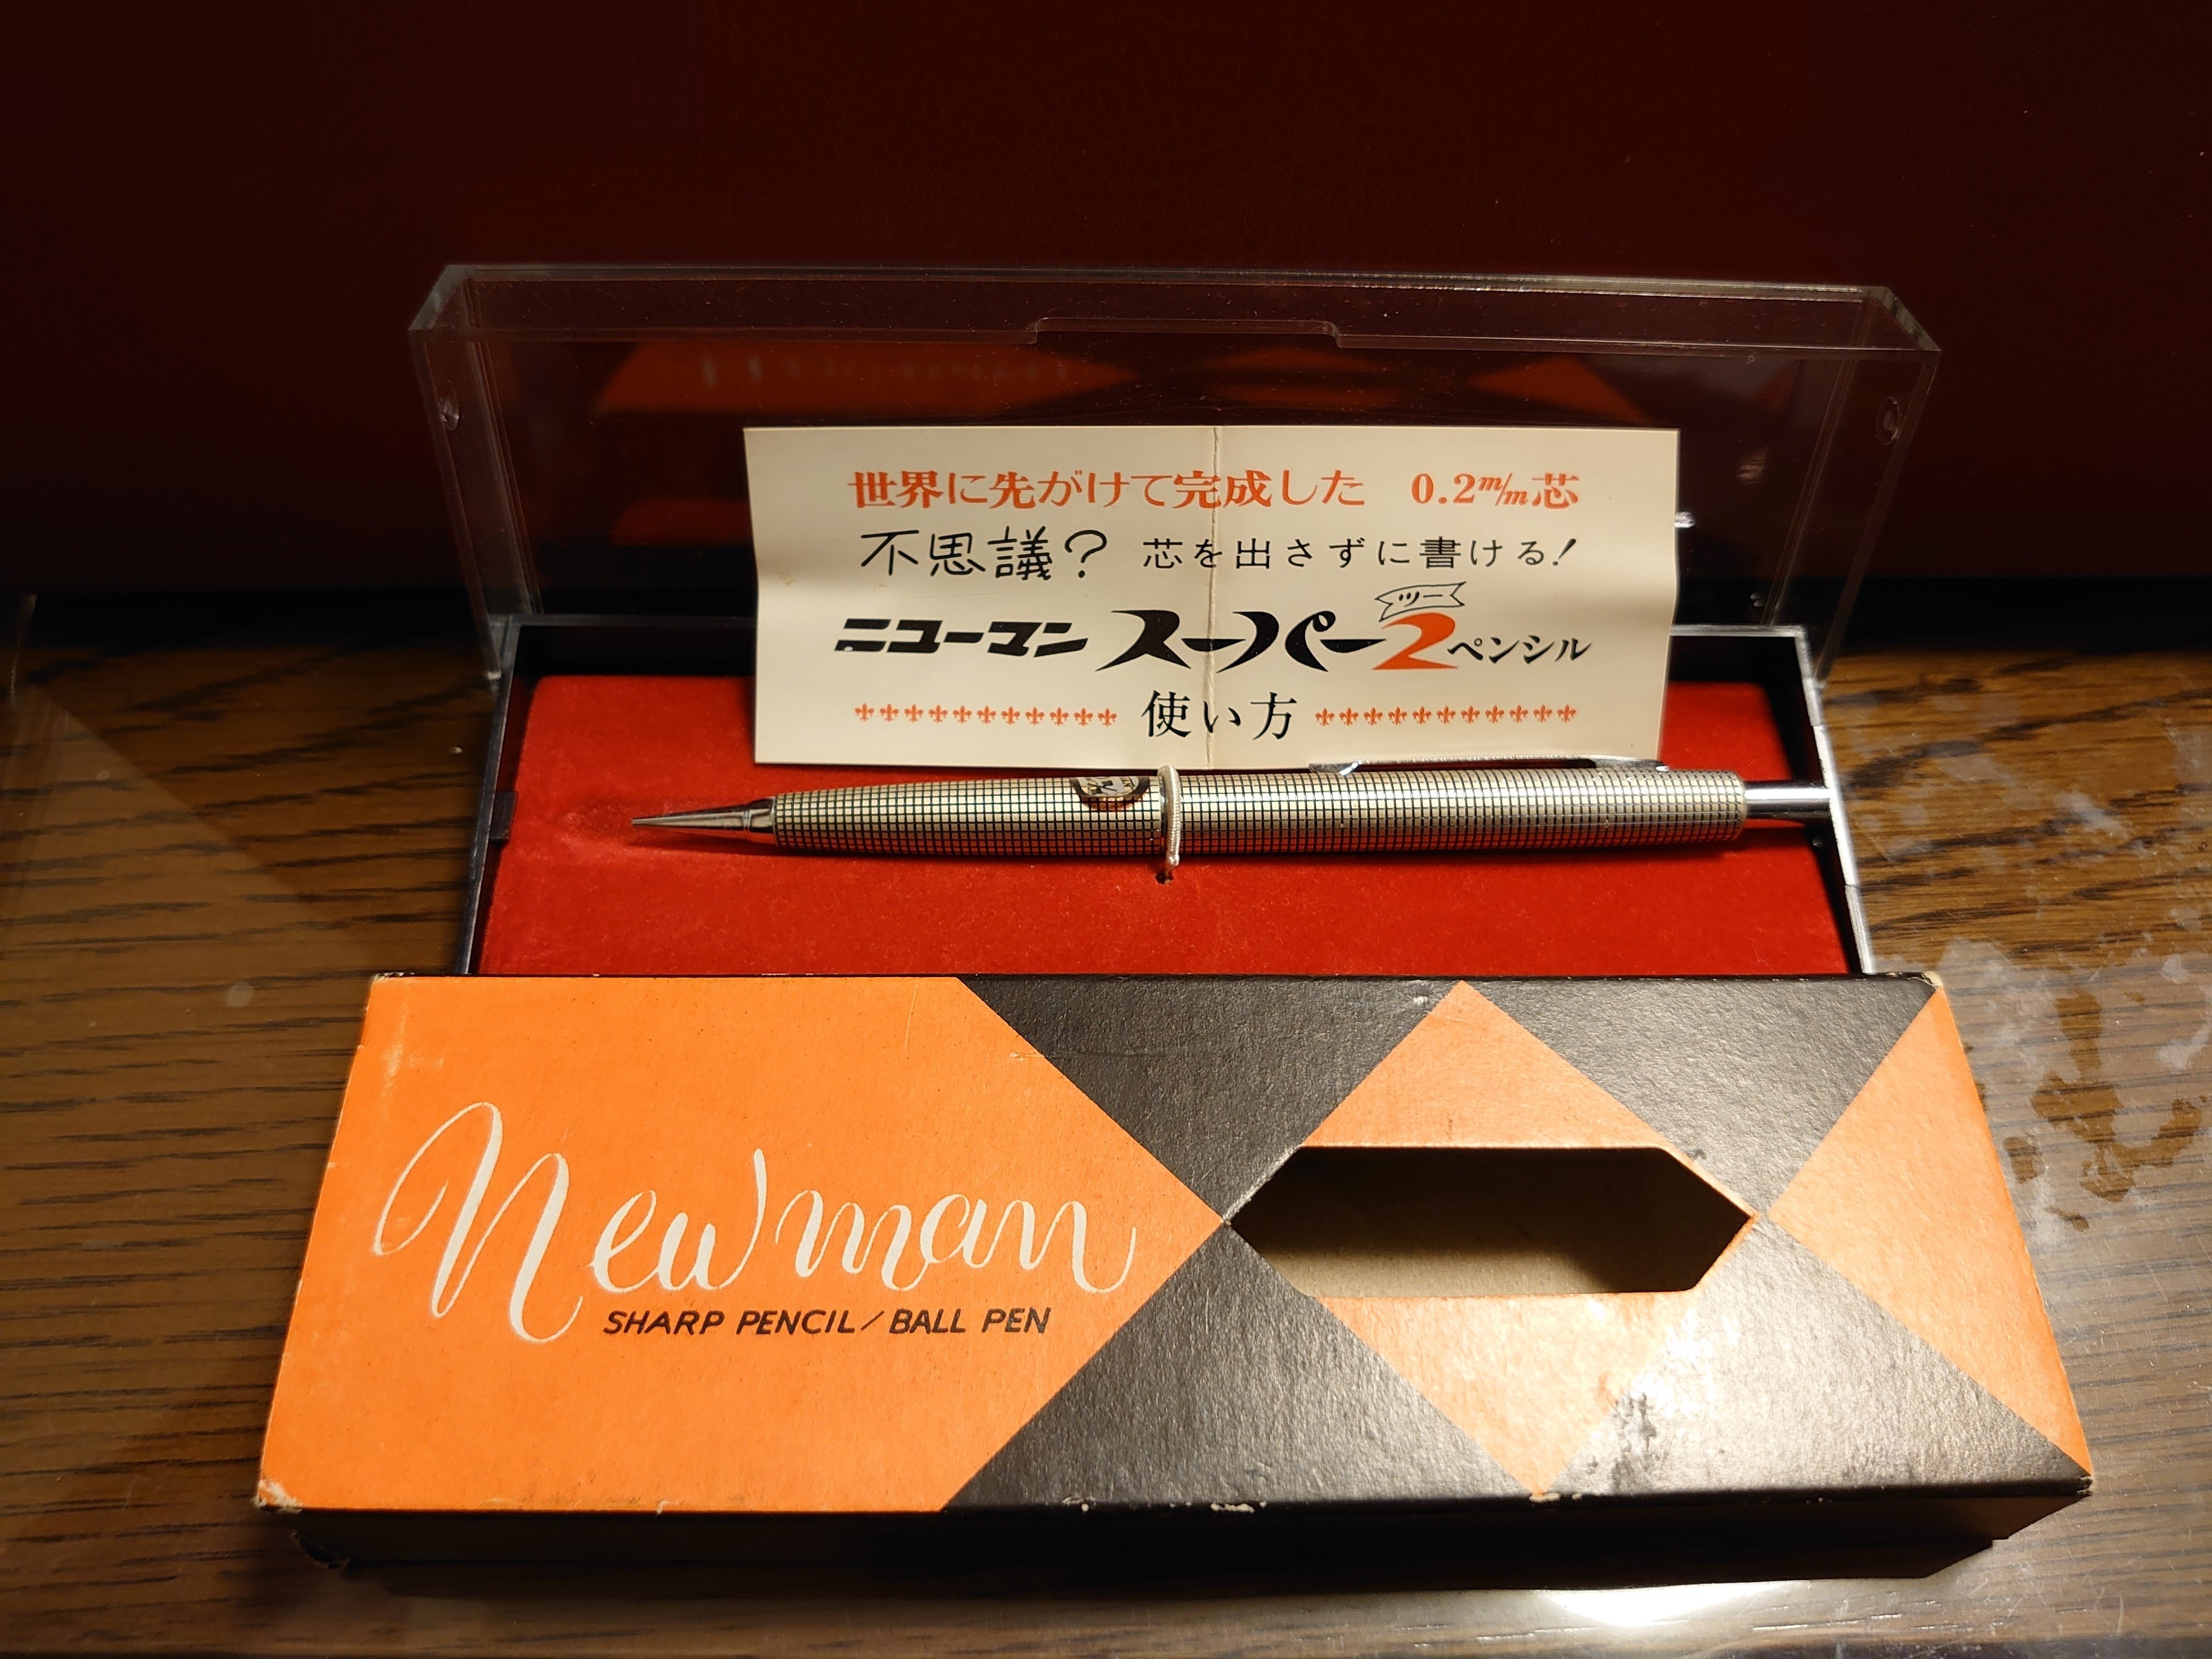 世界に先がけて完成した 0.2m/m芯
不思議? 芯を出さずに書ける!
ツー
ニューマン スーパー2ペンシル
使い方
Newman
SHARP PENCIL/BALL PEN